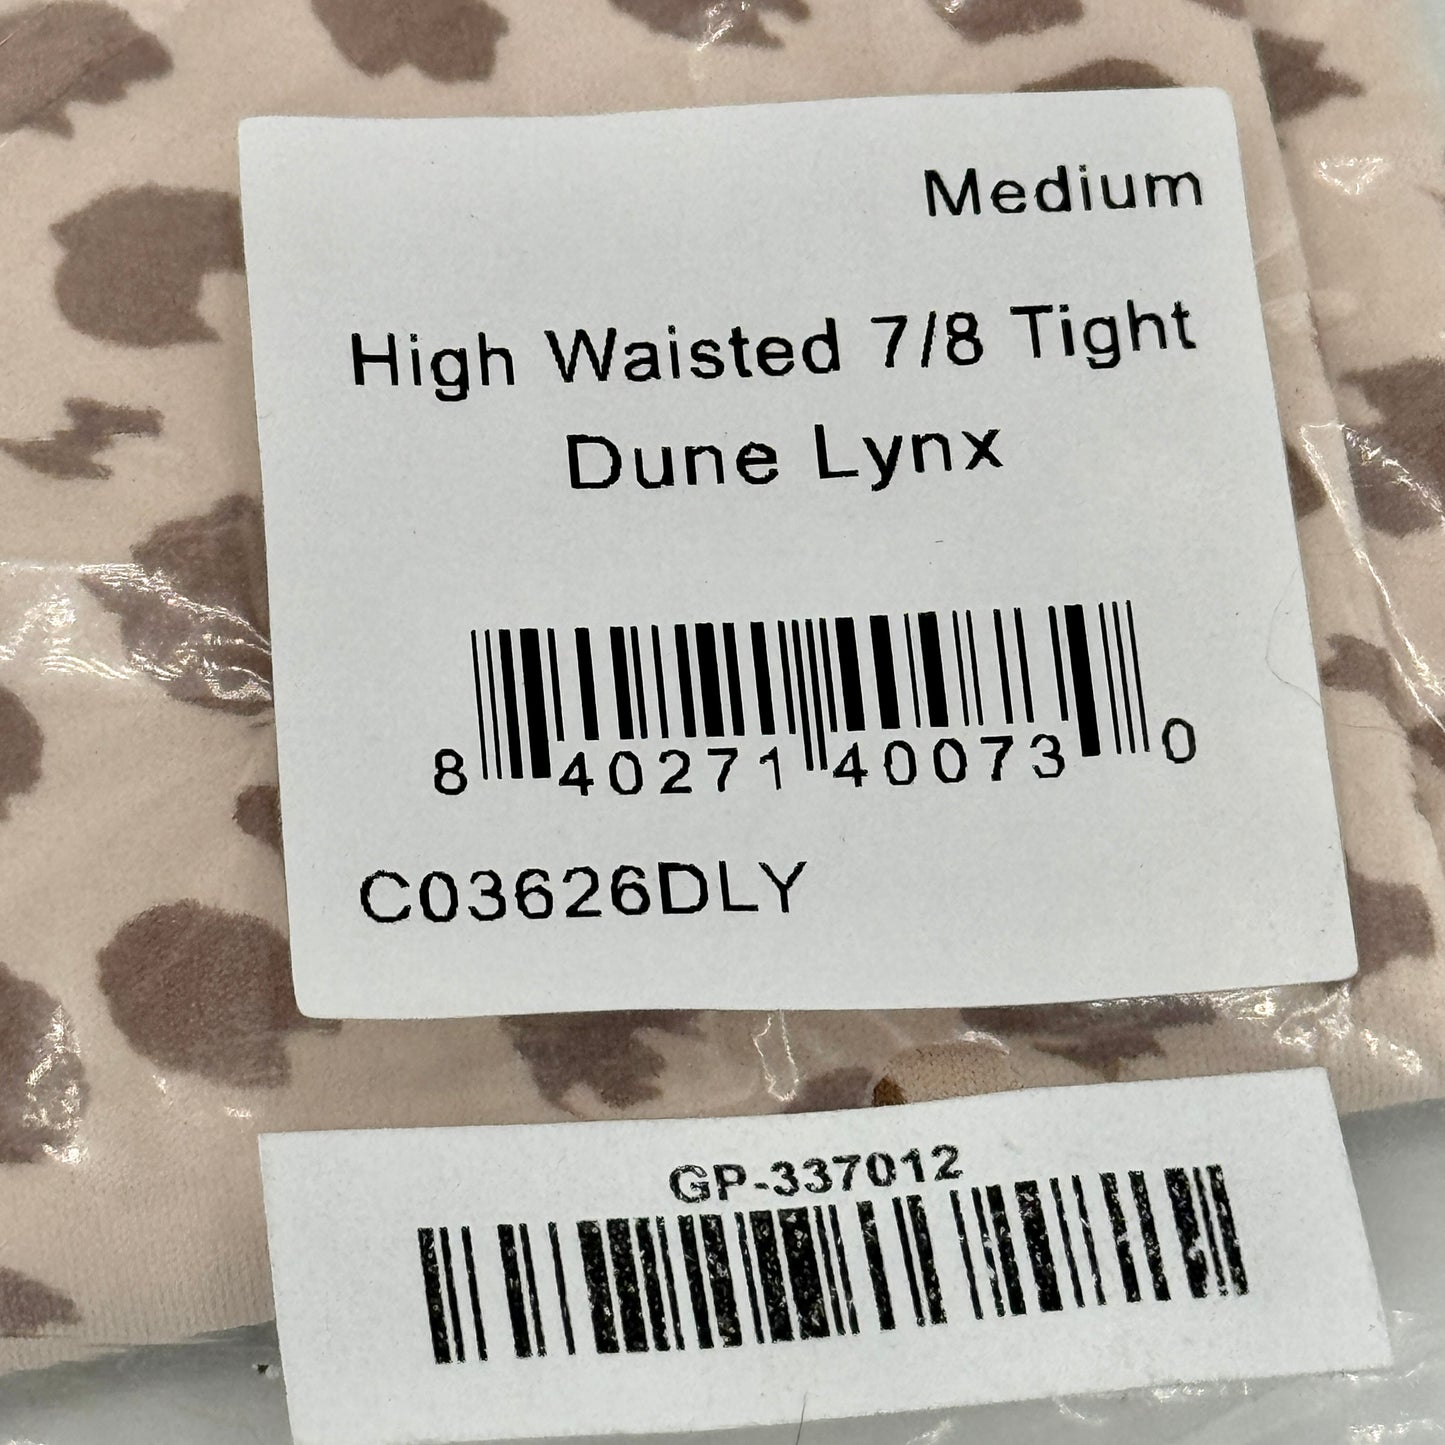 Medium
High Waisted 7/8 Tight
Dune Lynx
8 40271 40073 0
C03626DLY
GP-337012